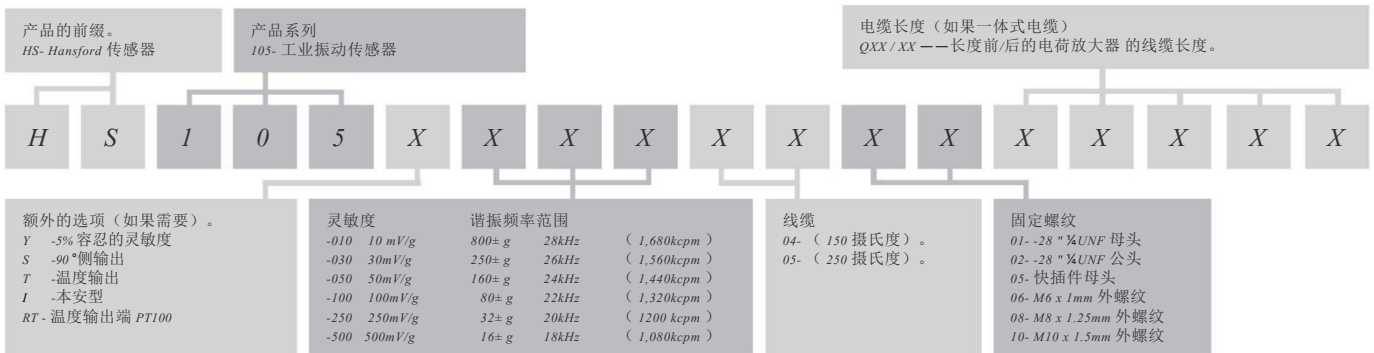 产品的前缀。
HS- Hansford 传感器
产品系列
105- 工业振动传感器
电缆长度（如果一体式电缆）
QXX / XX ——长度前/后的电荷放大器 的线缆长度。
H S 1 0 5 X X X X X X X X X X X X X
额外的选项（如果需要）。
Y -5% 容忍的灵敏度
S -90 °侧输出
T -温度输出
I -本安型
RT - 温度输出端 PT100
灵敏度 谐振频率范围
-010 10 mV/g 800± g 28kHz （ 1,680kcpm ）
-030 30mV/g 250± g 26kHz （ 1,560kcpm ）
-050 50mV/g 160± g 24kHz （ 1,440kcpm ）
-100 100mV/g 80± g 22kHz （ 1,320kcpm ）
-250 250mV/g 32± g 20kHz （ 1200 kcpm ）
-500 500mV/g 16± g 18kHz （ 1,080kcpm ）
线缆
04- （ 150 摄氏度）。
05- （ 250 摄氏度）。
固定螺纹
01- -28 " ¼UNF 母头
02- -28 " ¼UNF 公头
05- 快插件母头
06- M6 x 1mm 外螺纹
08- M8 x 1.25mm 外螺纹
10- M10 x 1.5mm 外螺纹